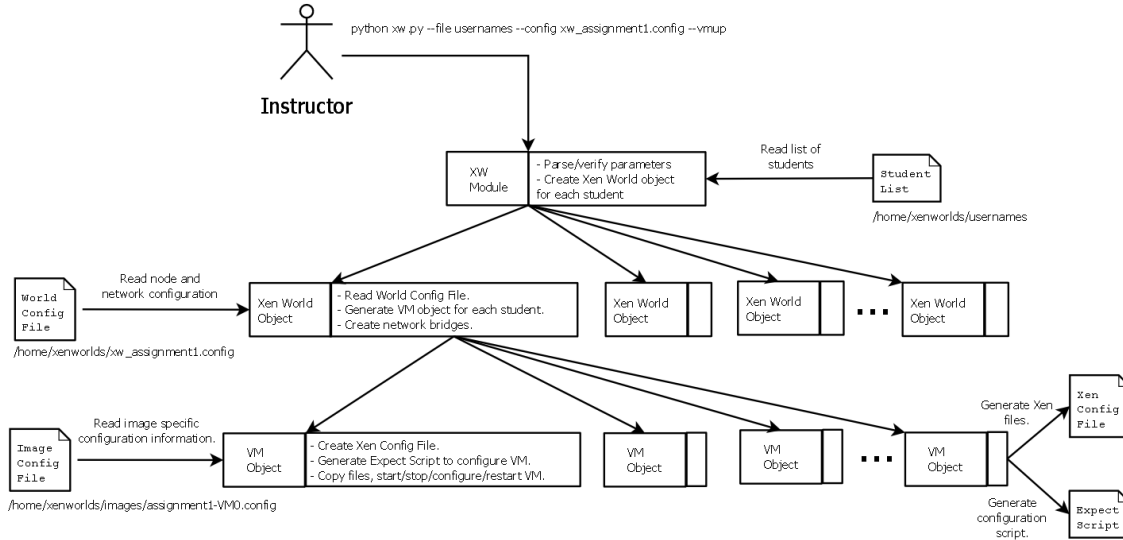 python xw.py --file usernames --config xw_assignment1.config --vmup
Instructor
XW
Module
- Parse/verify parameters
- Create Xen World object
for each student
Read list of
students
Student
List
/home/xenworlds/usernames
World
Config
File
/home/xenworlds/xw_assignment1.config
Read node and
network configuration
Xen World
Object
- Read World Config File.
- Generate VM object for each student.
- Create network bridges.
Xen World
Object
Xen World
Object
...
Xen World
Object
Image
Config
File
/home/xenworlds/images/assignment1-VM0.config
Read image specific
configuration information.
VM
Object
- Create Xen Config File.
- Generate Expect Script to configure VM.
- Copy files, start/stop/configure/restart VM.
VM
Object
VM
Object
...
VM
Object
Generate Xen
files.
Xen
Config
File
Generate
configuration
script.
Expect
Script